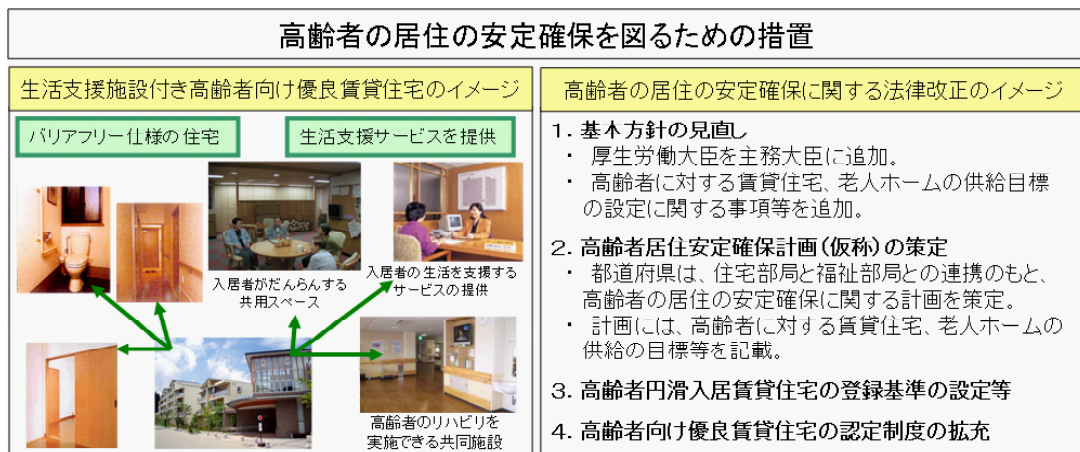 高齢者の居住の安定確保を図るための措置
生活支援施設付き高齢者向け優良賃貸住宅のイメージ
バリアフリー仕様の住宅
生活支援サービスを提供
入居者がだんらんする
共用スペース
入居者の生活を支援する
サービスの提供
高齢者のリハビリを
実施できる共同施設
高齢者の居住の安定確保に関する法律改正のイメージ
1. 基本方針の見直し
・ 厚生労働大臣を主務大臣に追加。
・ 高齢者に対する賃貸住宅、老人ホームの供給目標
の設定に関する事項等を追加。
2. 高齢者居住安定確保計画(仮称)の策定
・ 都道府県は、住宅部局と福祉部局との連携のもと、
高齢者の居住の安定確保に関する計画を策定。
・ 計画には、高齢者に対する賃貸住宅、老人ホームの
供給の目標等を記載。
3. 高齢者円滑入居賃貸住宅の登録基準の設定等
4. 高齢者向け優良賃貸住宅の認定制度の拡充